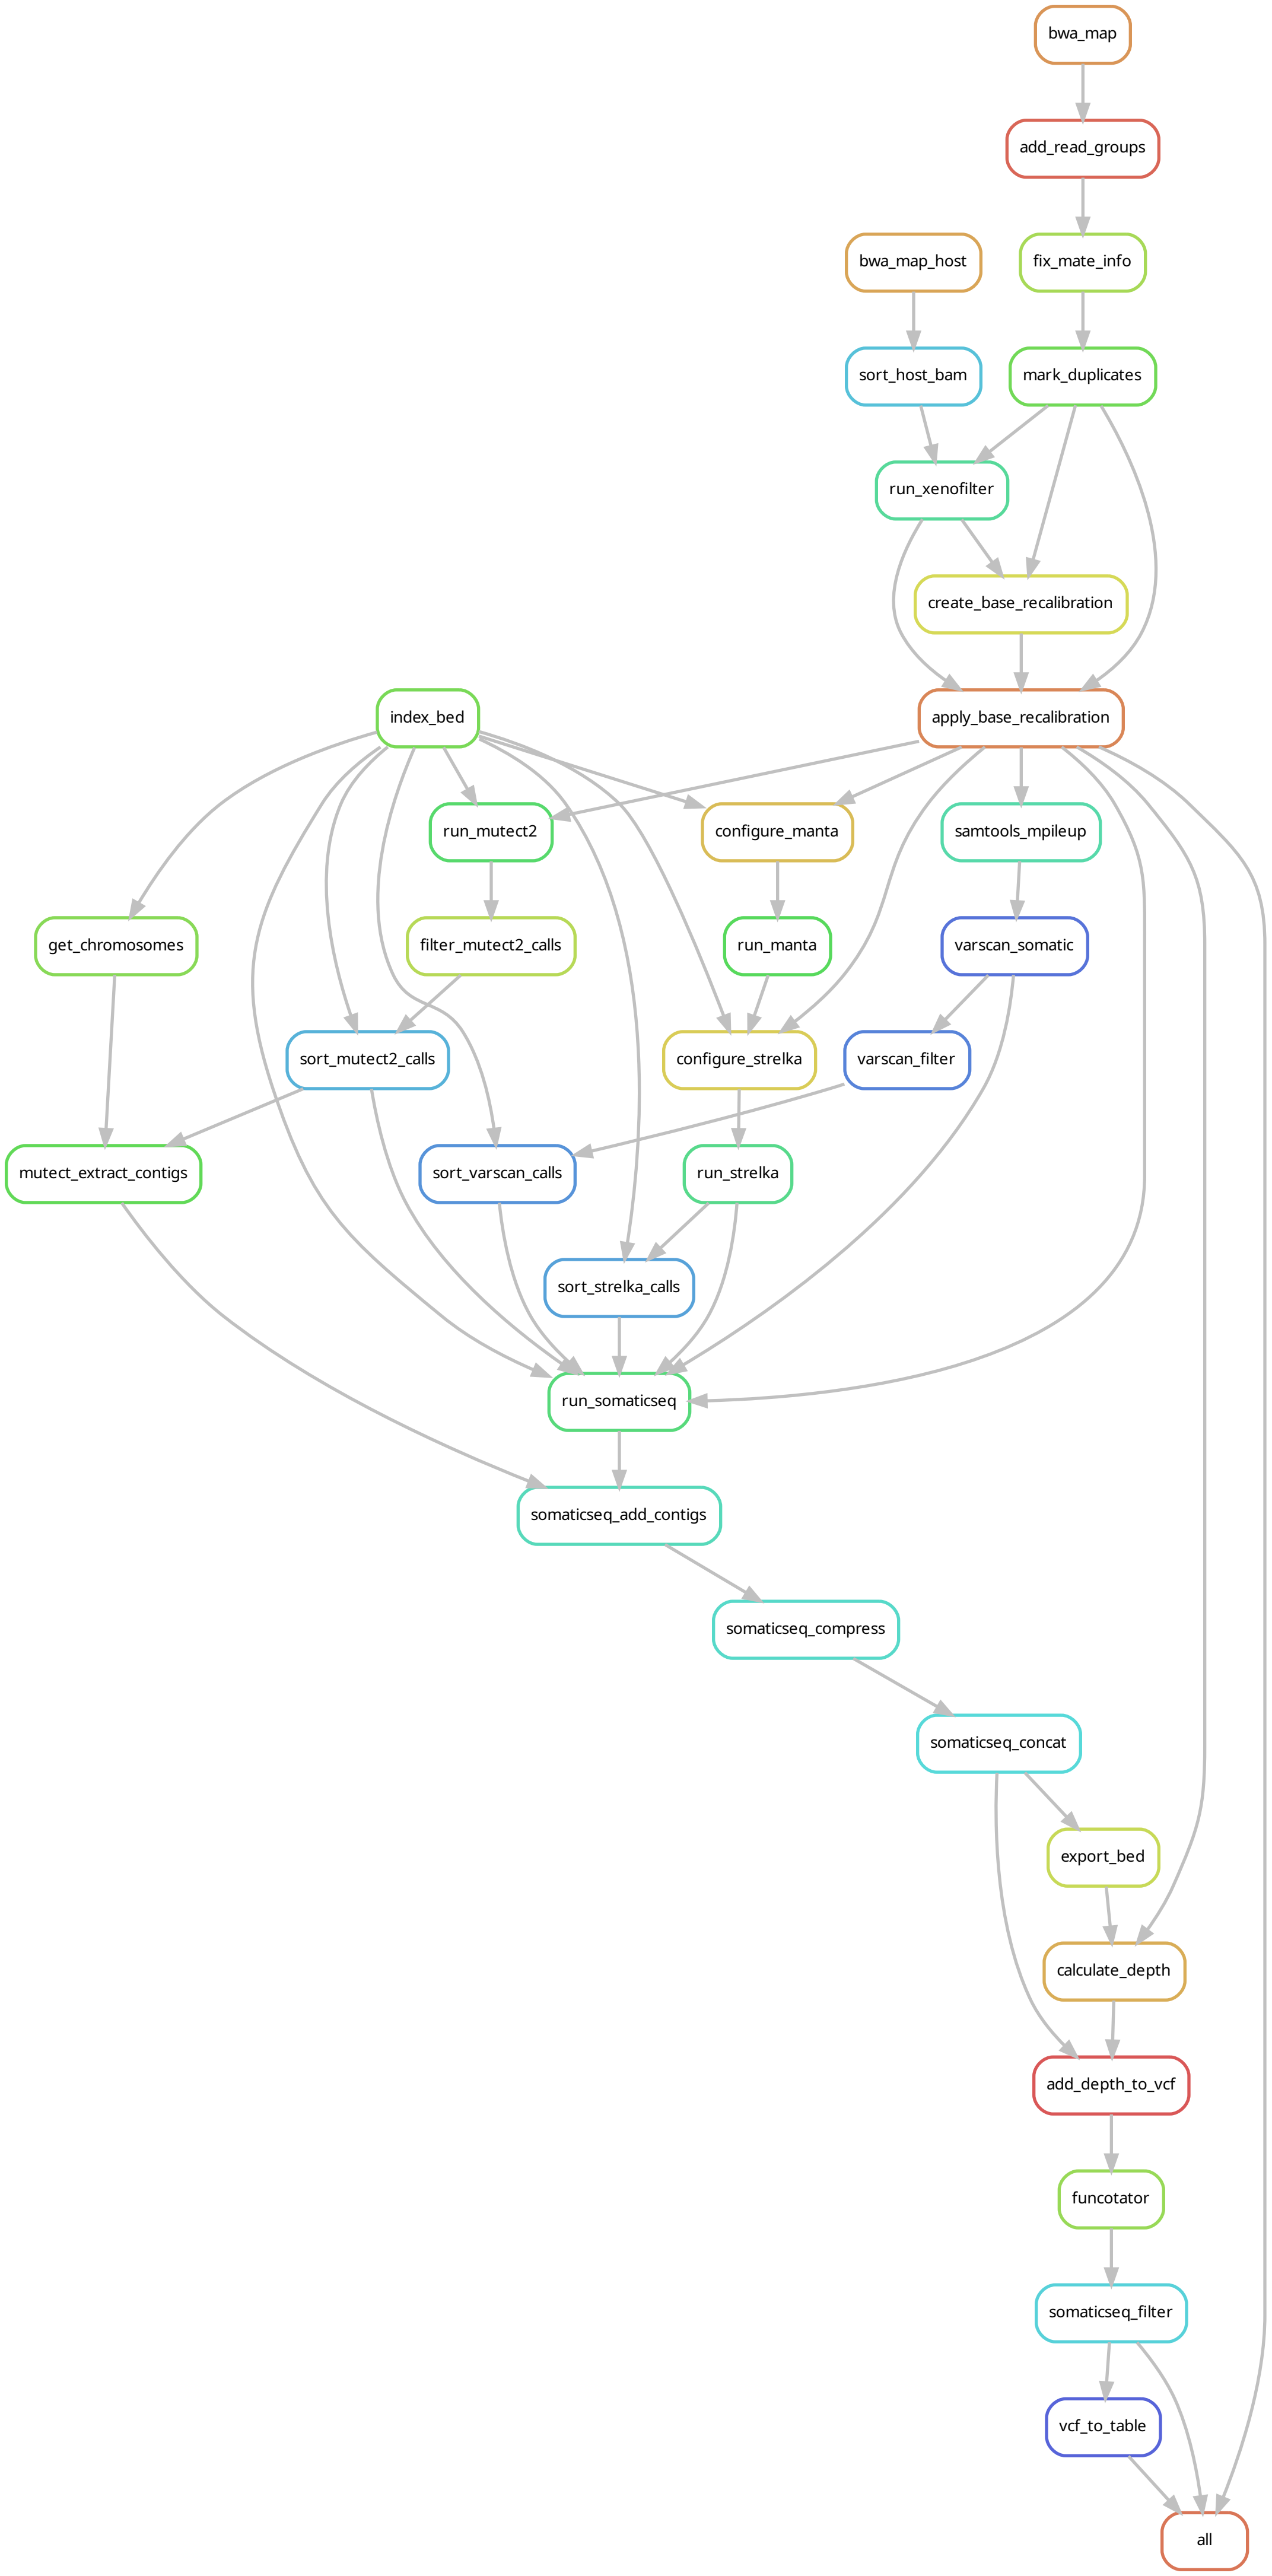 bwa_map
add_read_groups
bwa_map_host
fix_mate_info
sort_host_bam
mark_duplicates
run_xenofilter
create_base_recalibration
index_bed
apply_base_recalibration
run_mutect2
configure_manta
samtools_mpileup
get_chromosomes
filter_mutect2_calls
run_manta
varscan_somatic
sort_mutect2_calls
configure_strelka
varscan_filter
mutect_extract_contigs
sort_varscan_calls
run_strelka
sort_strelka_calls
run_somaticseq
somaticseq_add_contigs
somaticseq_compress
somaticseq_concat
export_bed
calculate_depth
add_depth_to_vcf
funcotator
somaticseq_filter
vcf_to_table
all